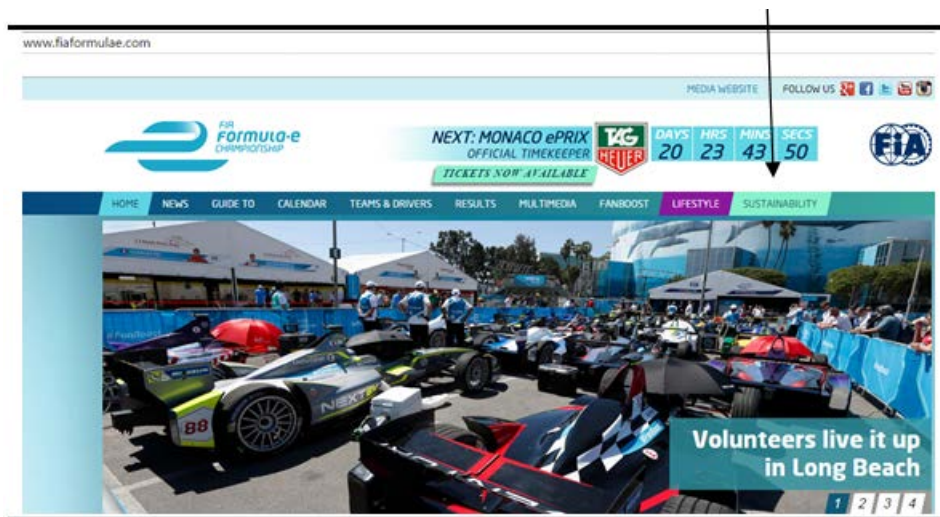 www.fiaformulae.com
MEDIA WEBSITE FOLLOW US
FIA
FORMULA-E
CHAMPIONSHIP
NEXT: MONACO ePRIX
OFFICIAL TIMEKEEPER
TAG
HEUER
DAYS HRS MINS SECS
20 23 43 50
TICKETS NOW AVAILABLE
FIA
HOME NEWS GUIDE TO CALENDAR TEAMS & DRIVERS RESULTS MULTIMEDIA FANBOOST LIFESTYLE SUSTAINABILITY
NEXTEV
88
Volunteers live it up
in Long Beach
1 2 3 4